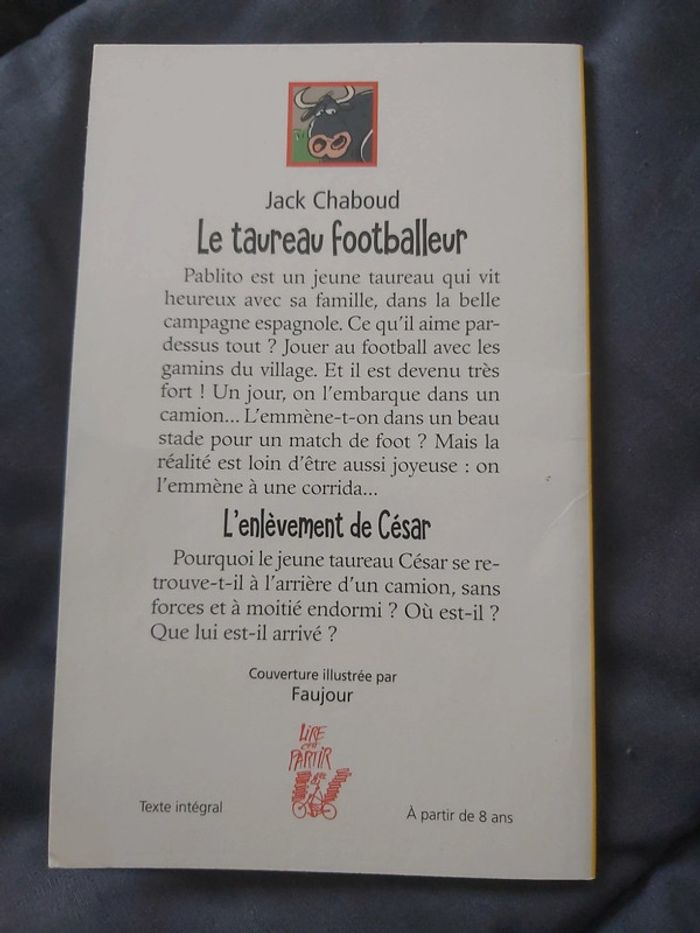 Jack Chaboud
Le taureau footballeur
Pablito est un jeune taureau qui vit
heureux avec sa famille, dans la belle
campagne espagnole. Ce qu'il aime par-
dessus tout ? Jouer au football avec les
gamins du village. Et il est devenu très
fort ! Un jour, on l'embarque dans un
camion... L'emmène-t-on dans un beau
stade pour un match de foot ? Mais la
réalité est loin d'être aussi joyeuse : on
l'emmène à une corrida...
L'enlèvement de César
Pourquoi le jeune taureau César se re-
trouve-t-il à l'arrière d'un camion, sans
forces et à moitié endormi ? Où est-il ?
Que lui est-il arrivé ?
Couverture illustrée par
Faujour
LIRE
c'est
PARTIR
Texte intégral
À partir de 8 ans